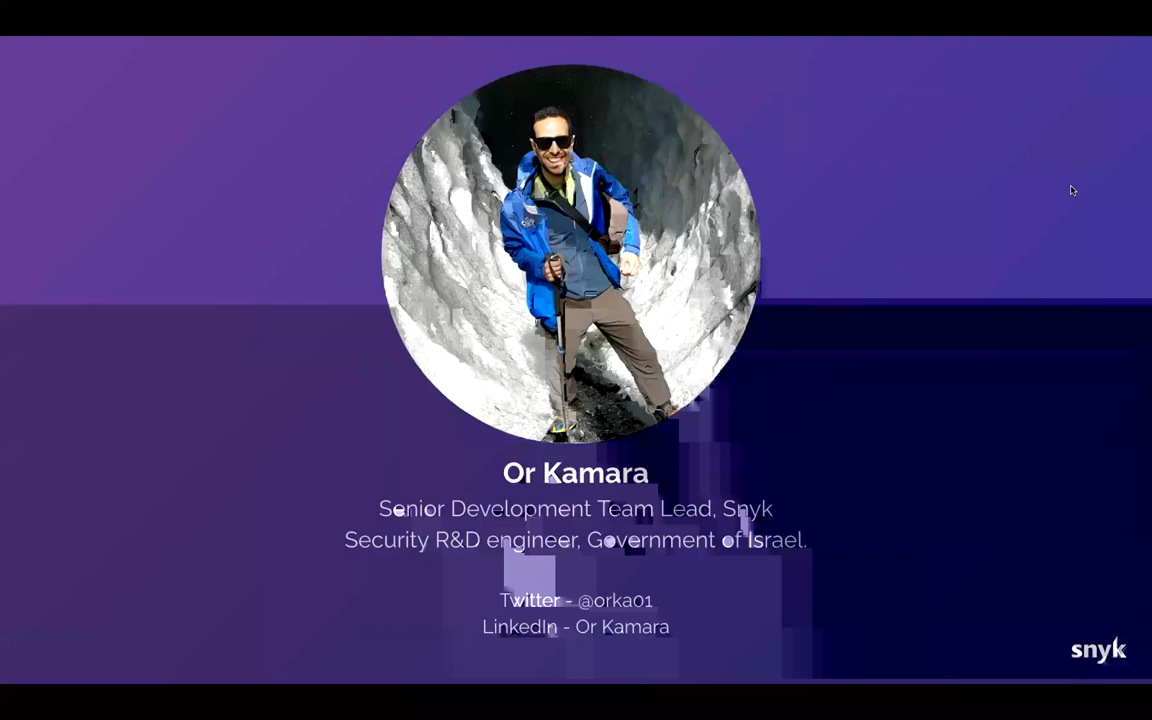 Or Kamara
Senior Development Team Lead, Snyk
Security R&D engineer, Government of Israel.
Twitter - @orka01
LinkedIn - Or Kamara
snyk